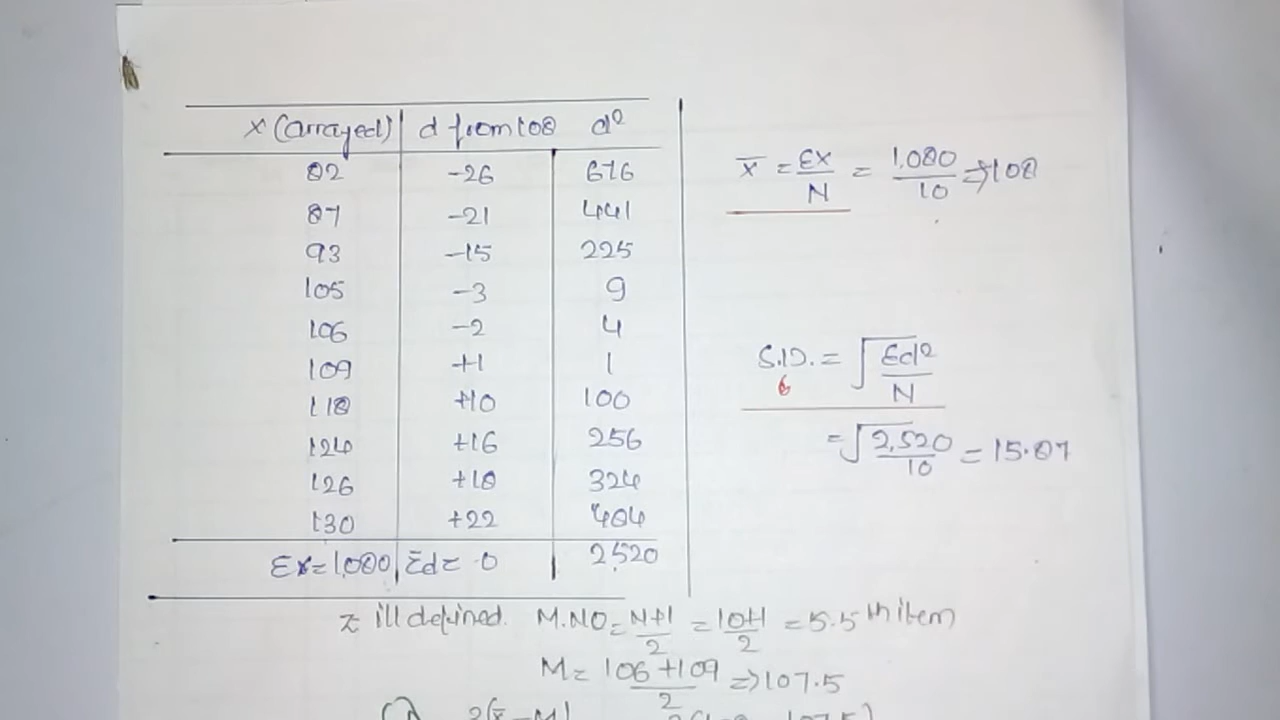 x (arrayed) d from 108 d²
82 -26 676
87 -21 441
93 -15 225
105 -3 9
106 -2 4
109 +1 1
118 +10 100
124 +16 256
126 +18 324
130 +22 484
Σx=1,080 Σd= 0 2,520
x̄ = Σx/N = 1,080/10 => 108
S.D. = √Σd²/N
6
= √2,520/10 = 15.87
Z ill defined. M.NO = N+1/2 = 10+1/2 = 5.5th item
M = 106+109/2 => 107.5